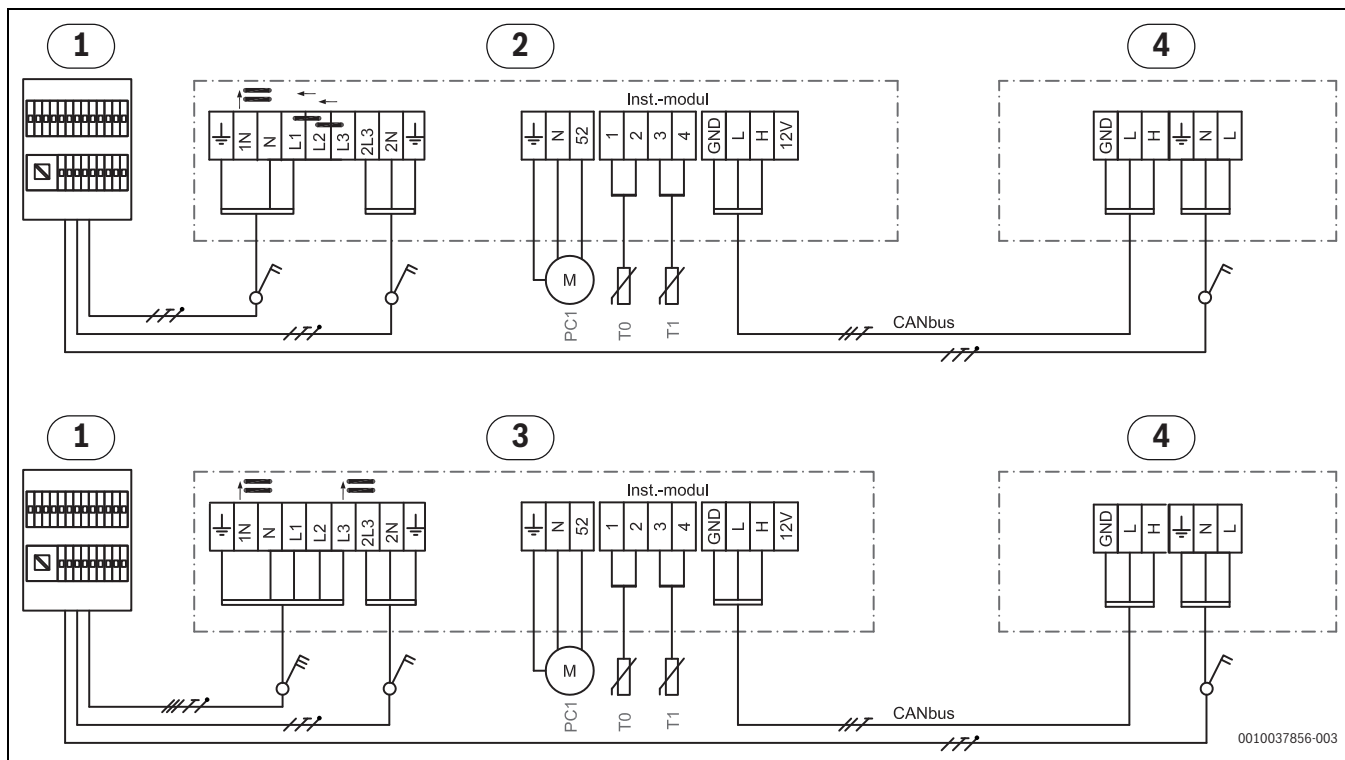 1 2 4
Inst.-modul
1N N L1 L2 L3 2L3 2N
N 52
1 2 3 4
GND L H 12V
GND L H N L
M
PC1 T0 T1
CANbus
1 3 4
Inst.-modul
1N N L1 L2 L3 2L3 2N
N 52
1 2 3 4
GND L H 12V
GND L H N L
M
PC1 T0 T1
CANbus
0010037856-003